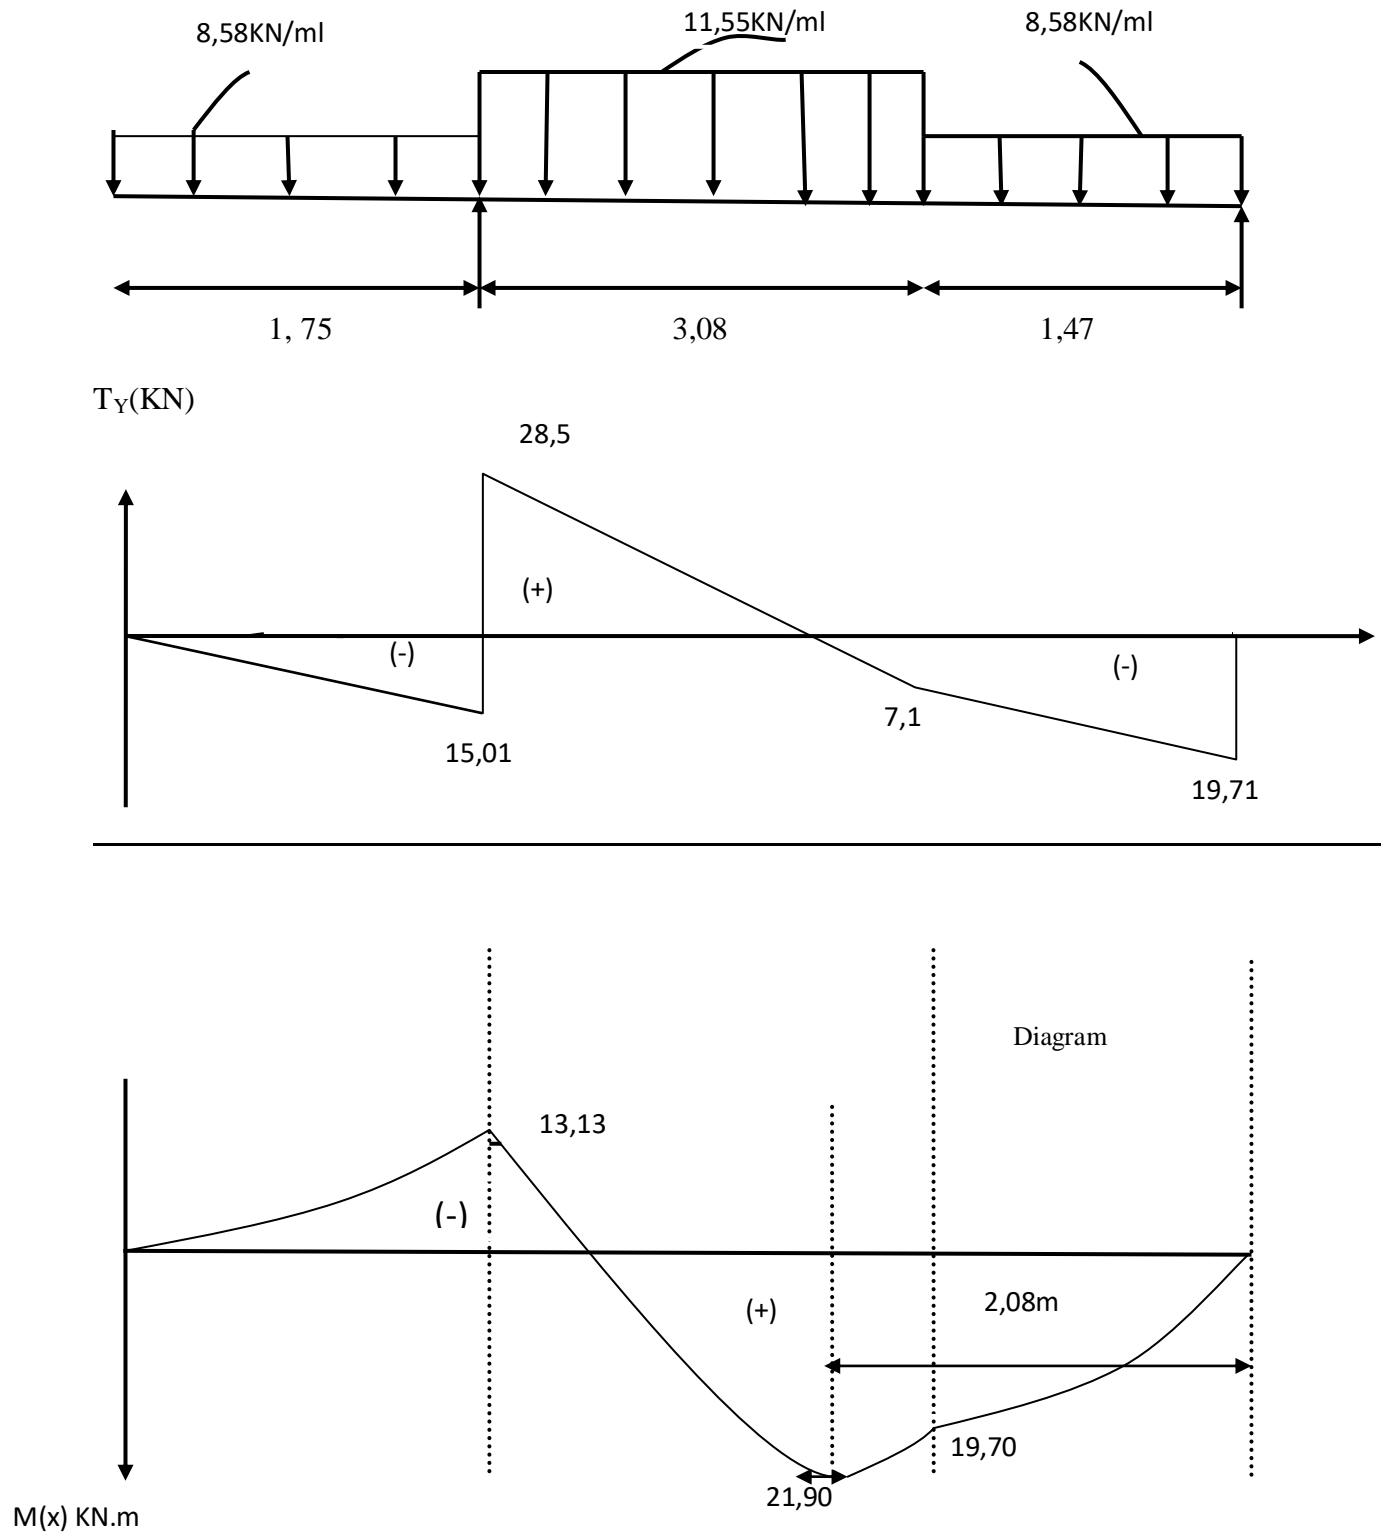 8,58KN/ml
11,55KN/ml
8,58KN/ml
1, 75
3,08
1,47
TY(KN)
28,5
(+)
(-)
(-)
7,1
15,01
19,71
Diagram
13,13
(-)
(+)
2,08m
19,70
21,90
M(x) KN.m